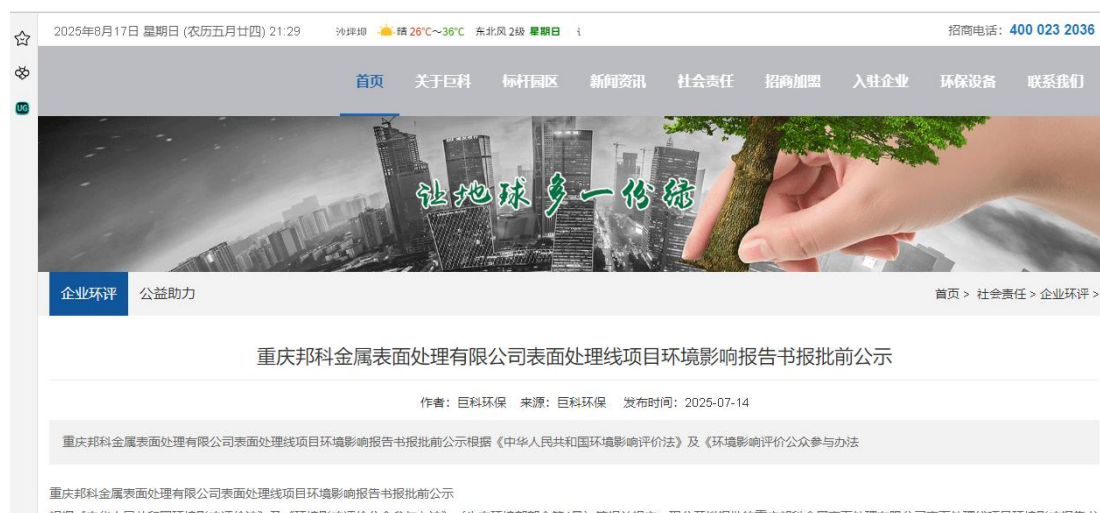 2025年8月17日 星期日 (农历五月廿四) 21:29 沙坪坝 晴 26℃～36℃ 东北风 2级 星期日 招商电话：400 023 2036
首页 关于巨科 标杆园区 新闻资讯 社会责任 招商加盟 入驻企业 环保设备 联系我们
UG
让地球多一份绿
企业环评 公益助力 首页 > 社会责任 > 企业环评 >
重庆邦科金属表面处理有限公司表面处理线项目环境影响报告书报批前公示
作者：巨科环保 来源：巨科环保 发布时间：2025-07-14
重庆邦科金属表面处理有限公司表面处理线项目环境影响报告书报批前公示根据《中华人民共和国环境影响评价法》及《环境影响评价公众参与办法
重庆邦科金属表面处理有限公司表面处理线项目环境影响报告书报批前公示